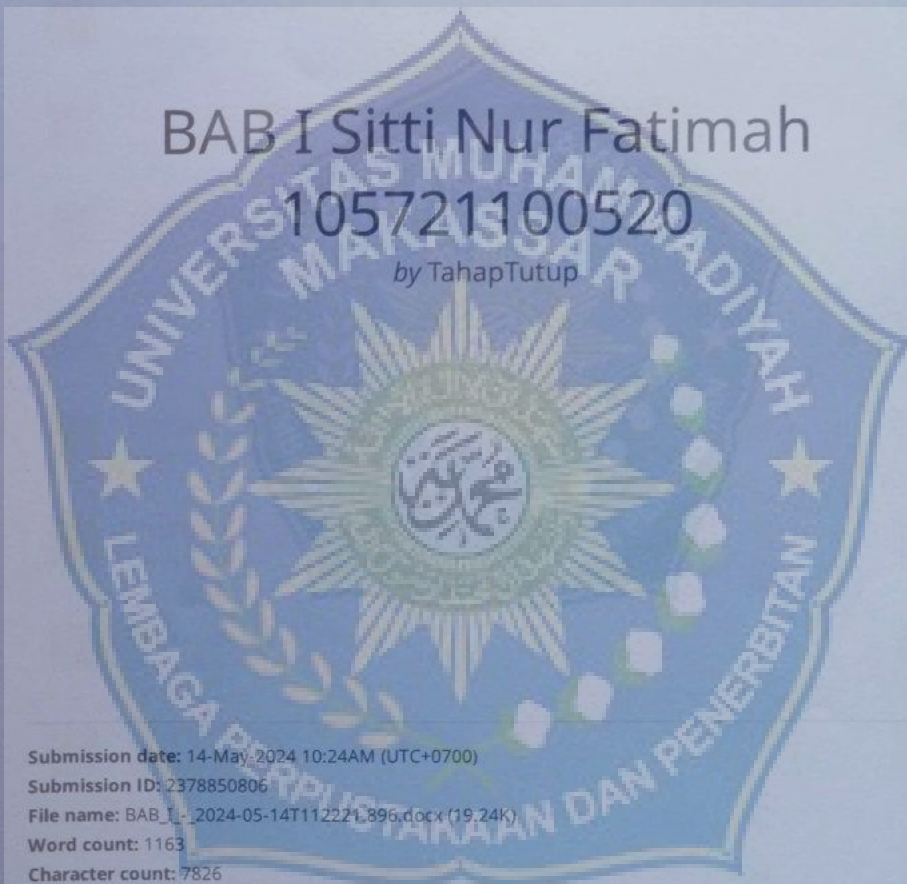 BAB I Sitti Nur Fatimah
105721100520
by TahapTutup
UNIVERSITAS MUHAMMADIYAH
MAKASSAR
محمدية
LEMBAGA PERPUSTAKAAN DAN PENERBITAN
Submission date: 14-May-2024 10:24AM (UTC+0700)
Submission ID: 2378850806
File name: BAB_I_-_2024-05-14T112221.896.docx (19.24K)
Word count: 1163
Character count: 7826